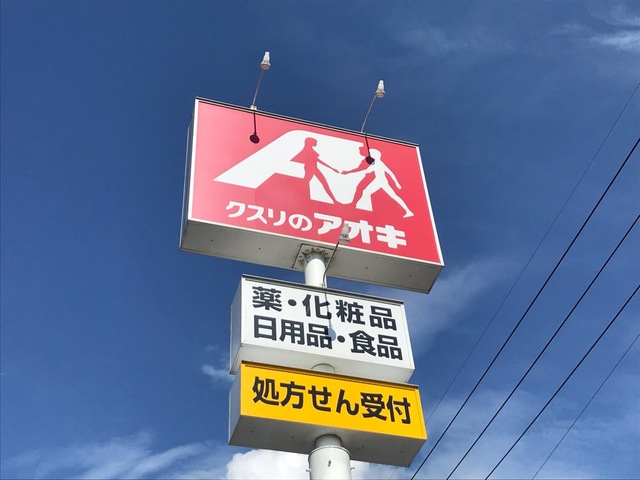 クスリのアオキ
薬・化粧品
日用品・食品
処方せん受付